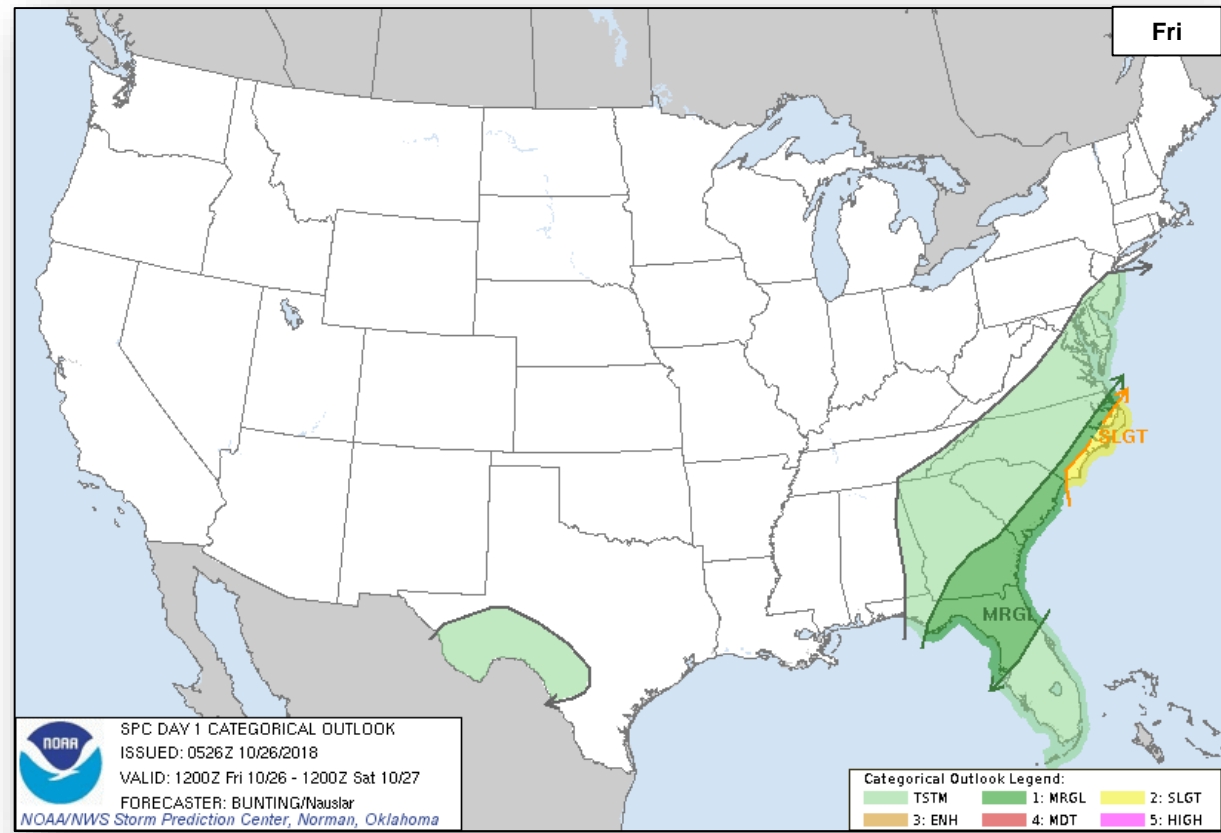 Fri
SLGT
MRGL
NOAA
SPC DAY 1 CATEGORICAL OUTLOOK
ISSUED: 0526Z 10/26/2018
VALID: 1200Z Fri 10/26 - 1200Z Sat 10/27
FORECASTER: BUNTING/Nauslar
NOAA/NWS Storm Prediction Center, Norman, Oklahoma
Categorical Outlook Legend:
TSTM 1: MRGL 2: SLGT
3: ENH 4: MDT 5: HIGH